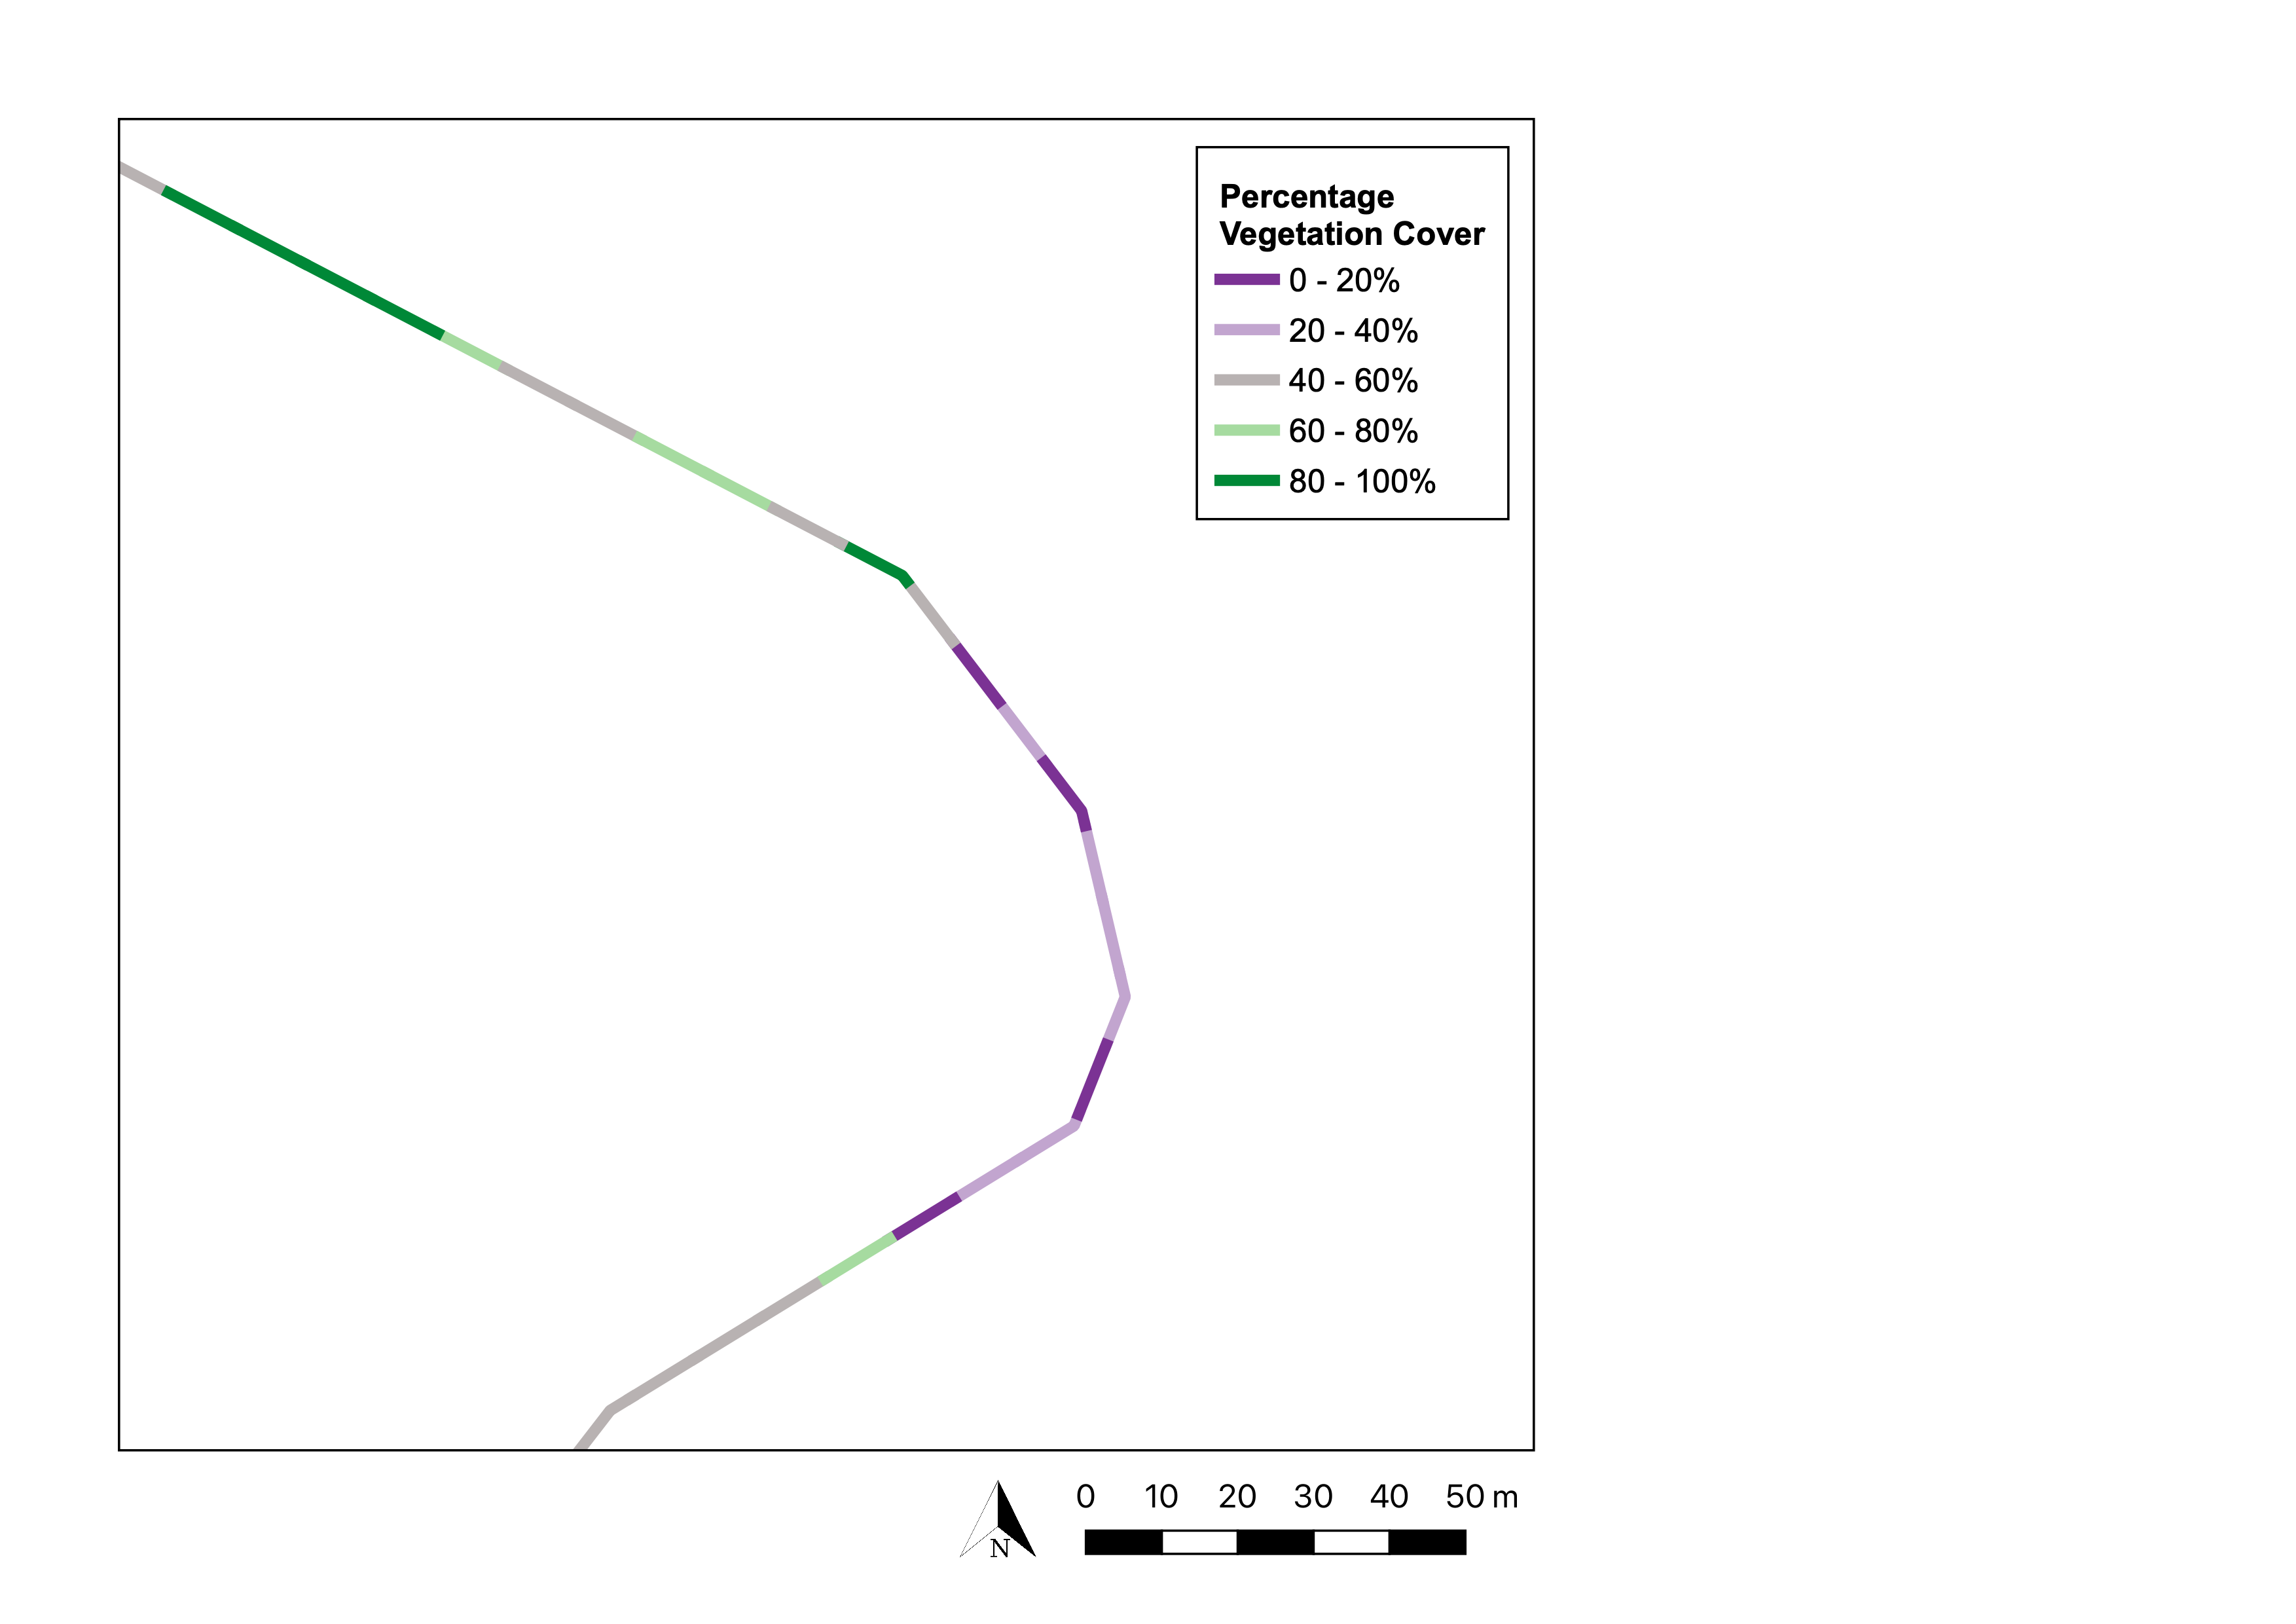 Percentage
Vegetation Cover
0 - 20%
20 - 40%
40 - 60%
60 - 80%
80 - 100%
0 10 20 30 40 50 m
N